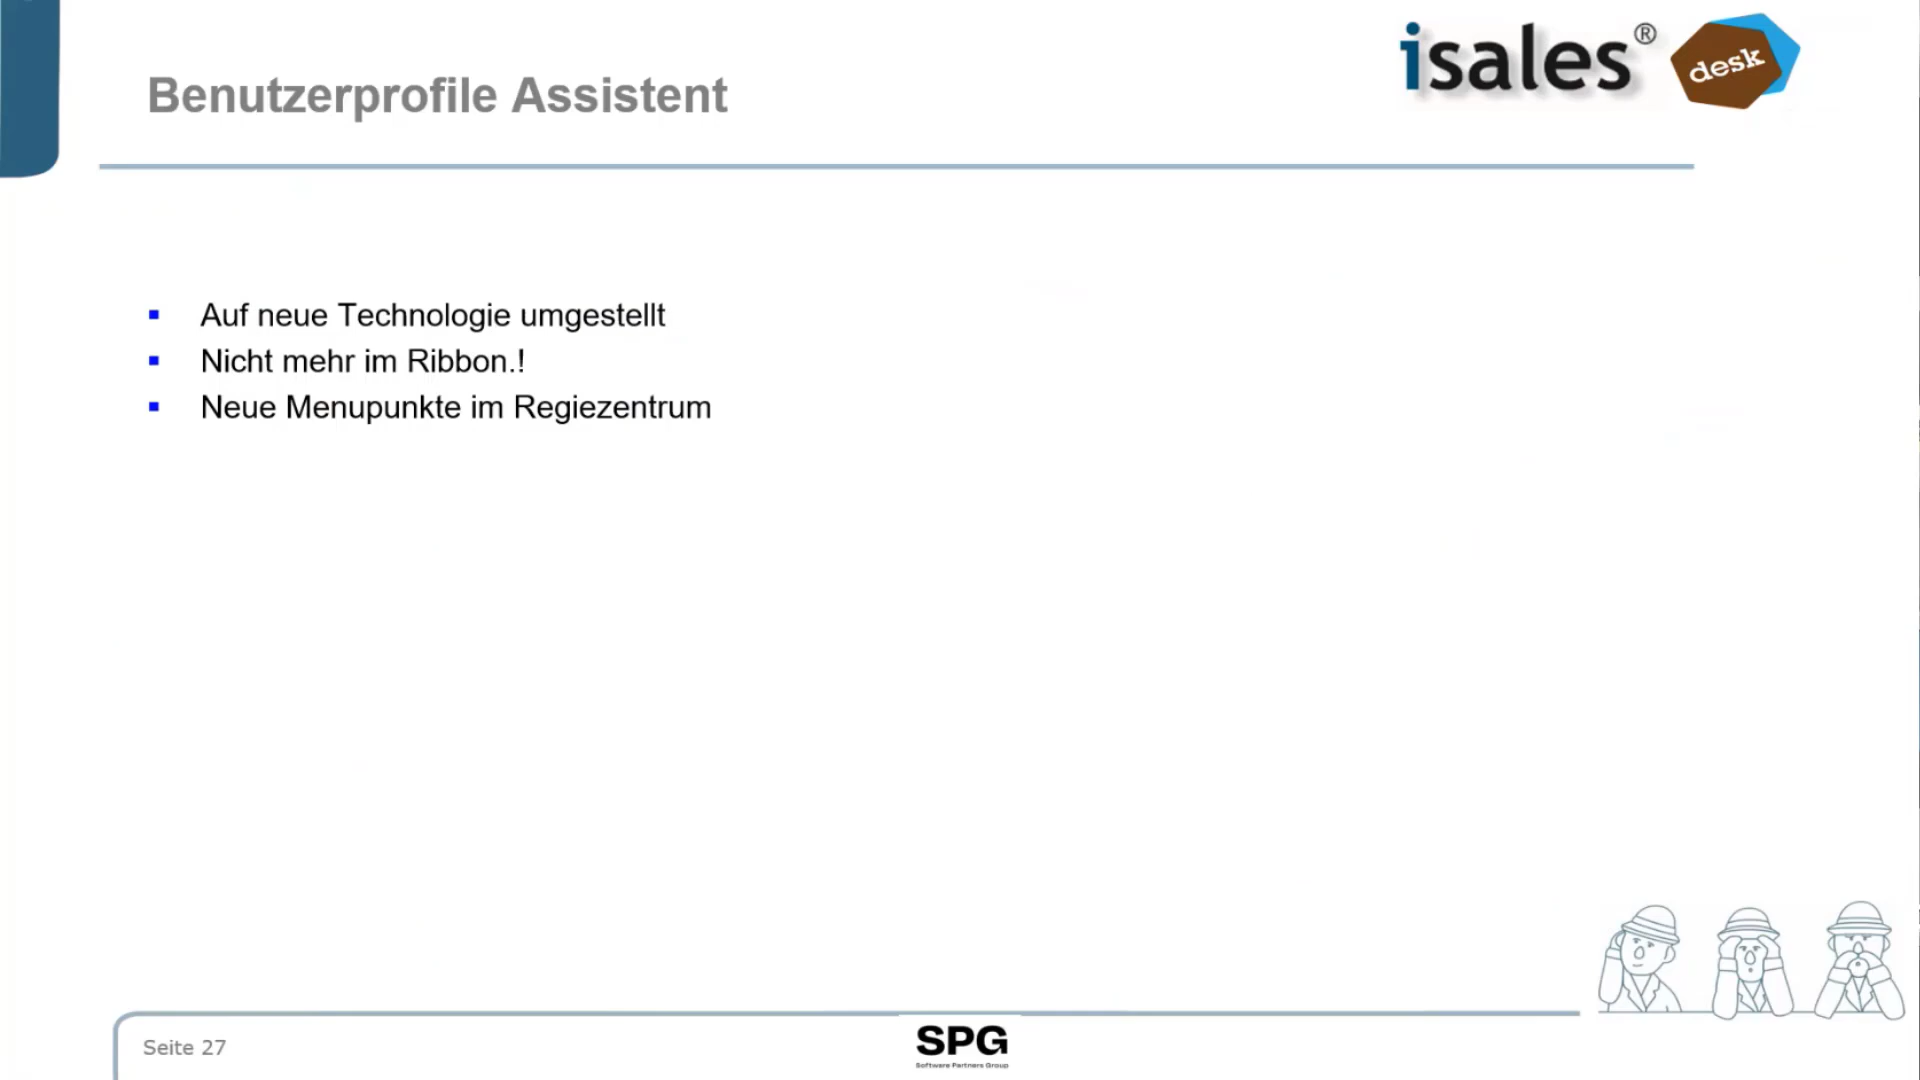 isales®
desk
Benutzerprofile Assistent
Auf neue Technologie umgestellt
Nicht mehr im Ribbon.!
Neue Menupunkte im Regiezentrum
Seite 27
SPG
Software Partners Group